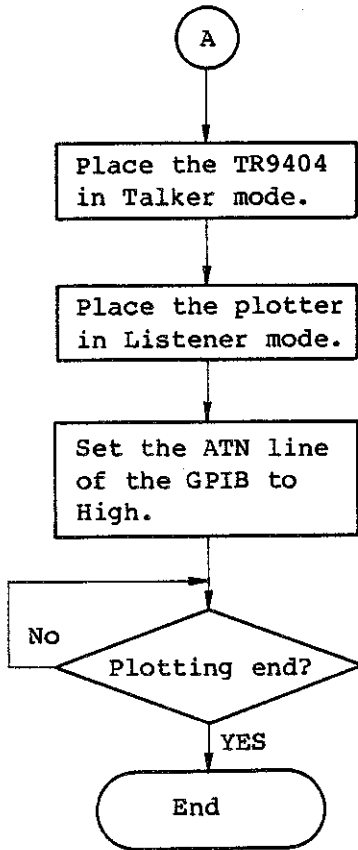 A
Place the TR9404
in Talker mode.
Place the plotter
in Listener mode.
Set the ATN line
of the GPIB to
High.
No
Plotting end?
YES
End